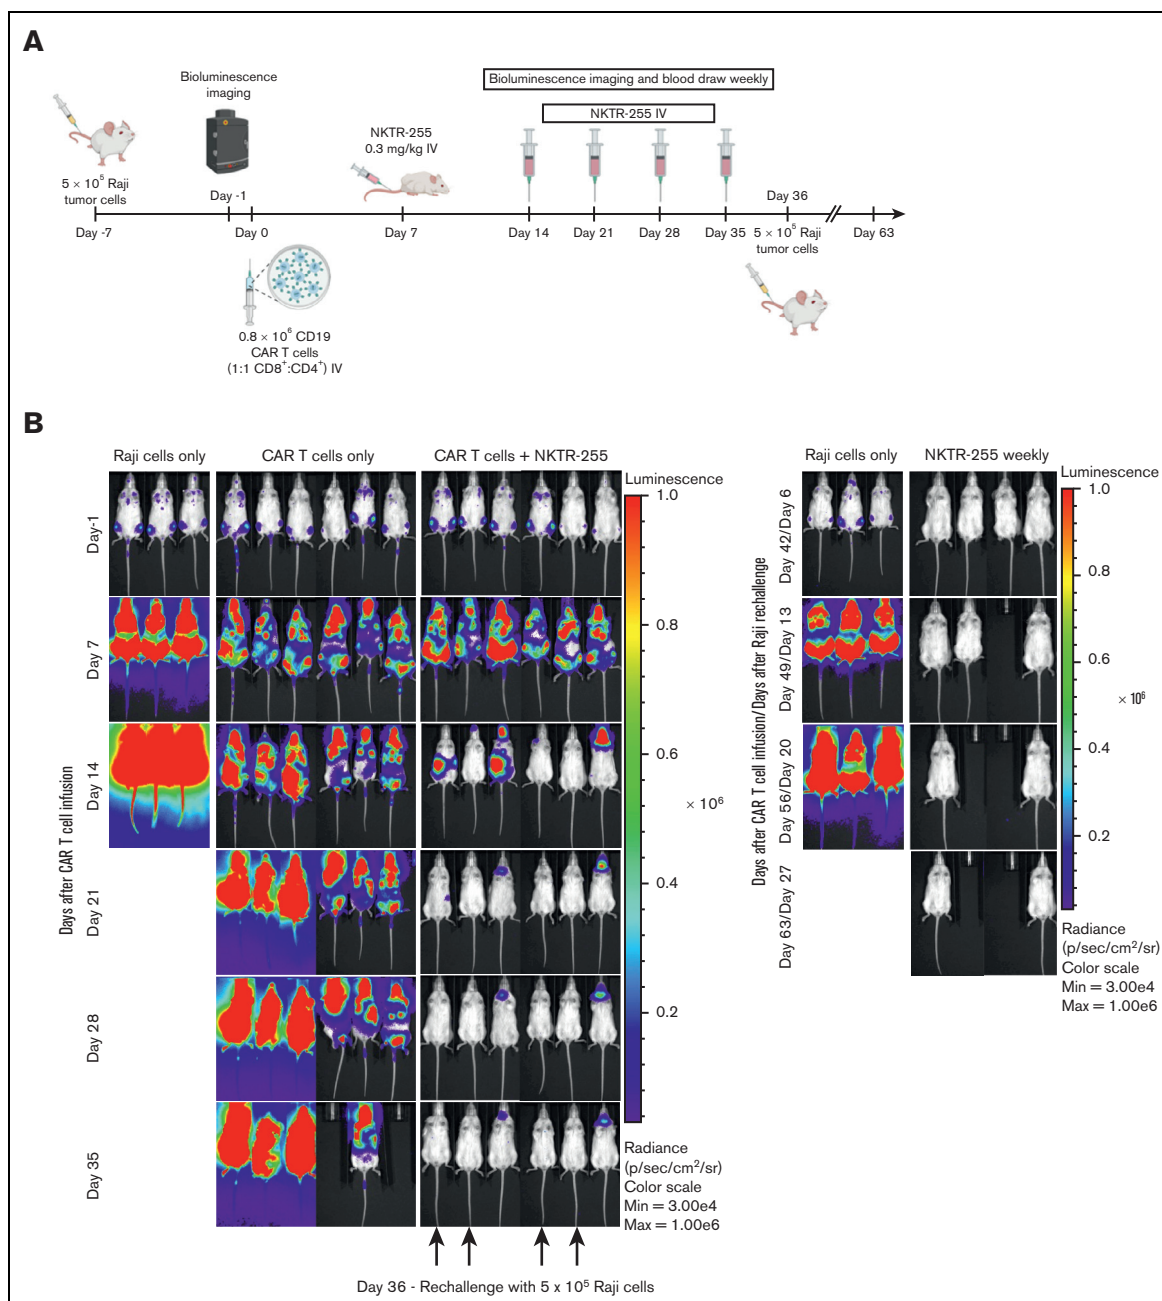 A
Bioluminescence
imaging
Bioluminescence imaging and blood draw weekly
NKTR-255 IV
NKTR-255
0.3 mg/kg IV
5 × 10⁵ Raji
tumor cells
Day -1
Day 36
Day -7
Day 0
Day 7
Day 14
Day 21
Day 28
Day 35
5 × 10⁵ Raji
tumor cells
Day 63
0.8 × 10⁶ CD19
CAR T cells
(1:1 CD8⁺:CD4⁺) IV
B
Raji cells only
CAR T cells only
CAR T cells + NKTR-255
Luminescence
1.0
0.8
0.6
× 10⁶
0.4
0.2
Radiance
(p/sec/cm²/sr)
Color scale
Min = 3.00e4
Max = 1.00e6
Days after CAR T cell infusion
Day-1
Day 7
Day 14
Day 21
Day 28
Day 35
Day 36 - Rechallenge with 5 x 10⁵ Raji cells
Raji cells only
NKTR-255 weekly
Luminescence
1.0
0.8
0.6
× 10⁶
0.4
0.2
Radiance
(p/sec/cm²/sr)
Color scale
Min = 3.00e4
Max = 1.00e6
Days after CAR T cell infusion/Days after Raji rechallenge
Day 42/Day 6
Day 49/Day 13
Day 56/Day 20
Day 63/Day 27